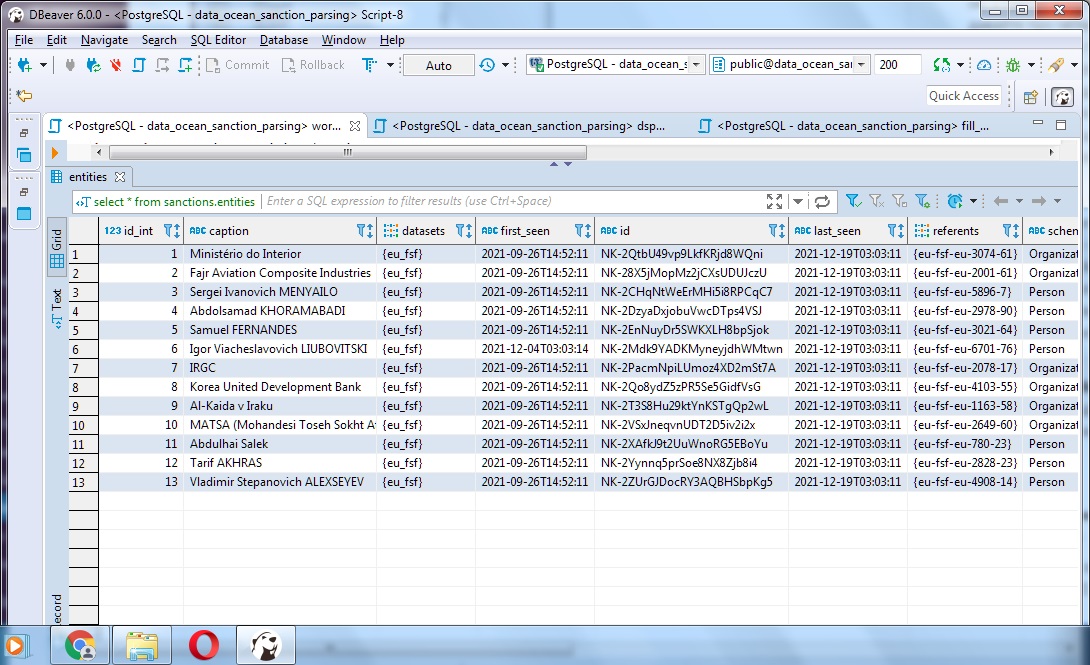 DBeaver 6.0.0 - <PostgreSQL - data_ocean_sanction_parsing> Script-8
File Edit Navigate Search SQL Editor Database Window Help
Commit Rollback Auto PostgreSQL - data_ocean_s public@data_ocean_sa 200
Quick Access
<PostgreSQL - data_ocean_sanction_parsing> wor... <PostgreSQL - data_ocean_sanction_parsing> dsp... <PostgreSQL - data_ocean_sanction_parsing> fill_...
entities
select * from sanctions.entities Enter a SQL expression to filter results (use Ctrl+Space)
Grid
Text
ecord
123 id_int ABC caption datasets ABC first_seen ABC id ABC last_seen referents ABC schem
1 1 Ministério do Interior {eu_fsf} 2021-09-26T14:52:11 NK-2QtbU49vp9LkfKRjd8WQni 2021-12-19T03:03:11 {eu-fsf-eu-3074-61} Organizat
2 2 Fajr Aviation Composite Industries {eu_fsf} 2021-09-26T14:52:11 NK-28X5jMopMz2jCXsUDUJczU 2021-12-19T03:03:11 {eu-fsf-eu-2001-61} Organizat
3 3 Sergei Ivanovich MENYAILO {eu_fsf} 2021-09-26T14:52:11 NK-2CHqNtWeErMHi5i8RPCqC7 2021-12-19T03:03:11 {eu-fsf-eu-5896-7} Person
4 4 Abdolsamad KHORAMABADI {eu_fsf} 2021-09-26T14:52:11 NK-2DzyaDxjobuVwcDTps4VSJ 2021-12-19T03:03:11 {eu-fsf-eu-2978-90} Person
5 5 Samuel FERNANDES {eu_fsf} 2021-09-26T14:52:11 NK-2EnNuyDr5SWKXLH8bpSjok 2021-12-19T03:03:11 {eu-fsf-eu-3021-64} Person
6 6 Igor Viacheslavovich LIUBOVITSKI {eu_fsf} 2021-12-04T03:03:14 NK-2Mdk9YADKMyneyjdhWMtwn 2021-12-19T03:03:11 {eu-fsf-eu-6701-76} Person
7 7 IRGC {eu_fsf} 2021-09-26T14:52:11 NK-2PacmNpiLUmoz4XD2mSt7A 2021-12-19T03:03:11 {eu-fsf-eu-2078-17} Organizat
8 8 Korea United Development Bank {eu_fsf} 2021-09-26T14:52:11 NK-2Qo8ydZ5zPR5Se5GidfVsG 2021-12-19T03:03:11 {eu-fsf-eu-4103-55} Organizat
9 9 Al-Kaida v Iraku {eu_fsf} 2021-09-26T14:52:11 NK-2T3S8Hu29ktYnKSTgQp2wL 2021-12-19T03:03:11 {eu-fsf-eu-1163-58} Organizat
10 10 MATSA (Mohandesi Toseh Sokht A {eu_fsf} 2021-09-26T14:52:11 NK-2VSxJneqvnUDT2D5iv2i2x 2021-12-19T03:03:11 {eu-fsf-eu-2649-60} Organizat
11 11 Abdulhai Salek {eu_fsf} 2021-09-26T14:52:11 NK-2XAfkJ9t2UuWnoRG5EBoYu 2021-12-19T03:03:11 {eu-fsf-eu-780-23} Person
12 12 Tarif AKHRAS {eu_fsf} 2021-09-26T14:52:11 NK-2Yynnq5prSoe8NX8Zjb8i4 2021-12-19T03:03:11 {eu-fsf-eu-2828-23} Person
13 13 Vladimir Stepanovich ALEXSEYEV {eu_fsf} 2021-09-26T14:52:11 NK-2ZUrGJDocRY3AQBHSbpKg5 2021-12-19T03:03:11 {eu-fsf-eu-4908-14} Person